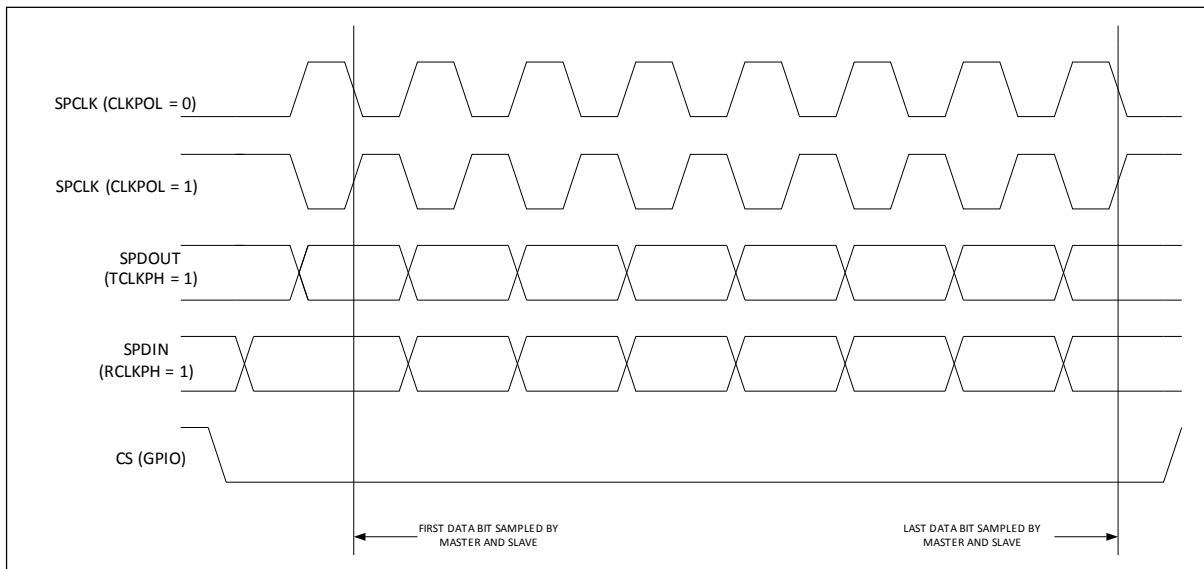 SPCLK (CLKPOL = 0)
SPCLK (CLKPOL = 1)
SPDOUT
(TCLKPH = 1)
SPDIN
(RCLKPH = 1)
CS (GPIO)
FIRST DATA BIT SAMPLED BY
MASTER AND SLAVE
LAST DATA BIT SAMPLED BY
MASTER AND SLAVE